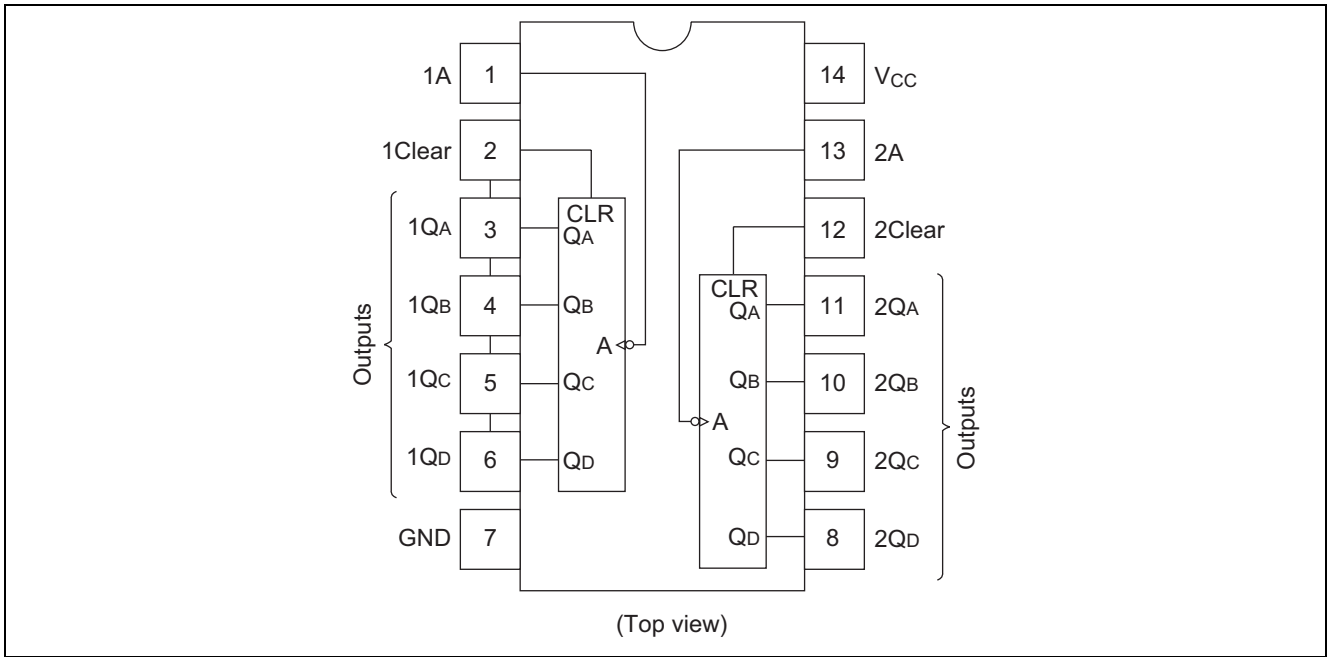 1A 1 14 VCC
1Clear 2 13 2A
1QA 3 CLR QA 12 2Clear
1QB 4 QB CLR QA 11 2QA
A
1QC 5 QC QB 10 2QB
A
1QD 6 QD QC 9 2QC
GND 7 QD 8 2QD
Outputs
Outputs
(Top view)